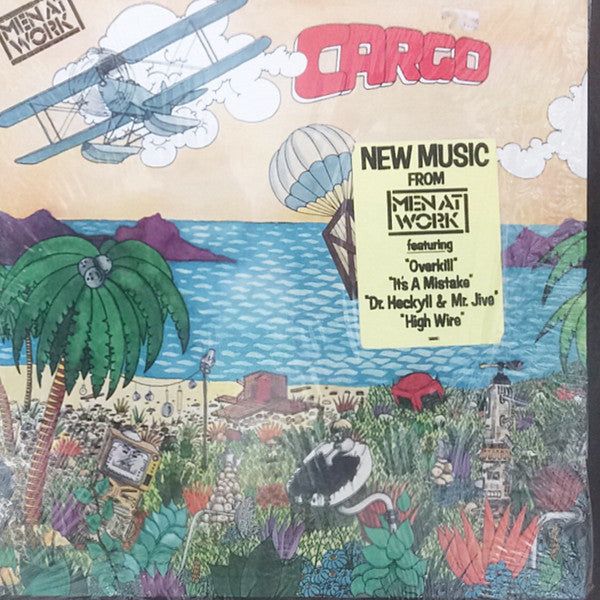 MEN AT
WORK
CARGO
NEW MUSIC
FROM
MEN AT
WORK
featuring
"Overkill"
"It's A Mistake"
"Dr. Heckyll & Mr. Jive"
"High Wire"